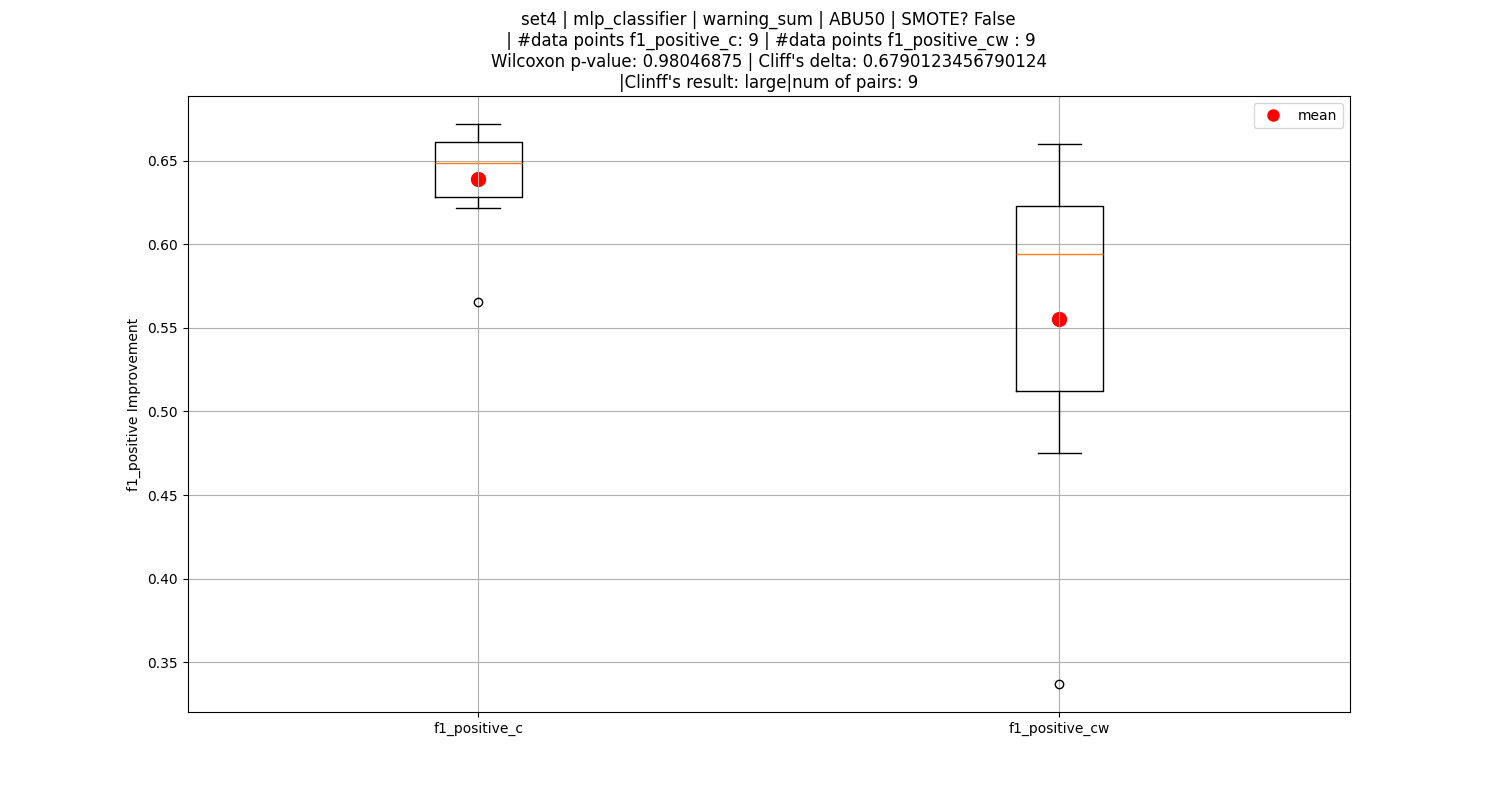 set4 | mlp_classifier | warning_sum | ABU50 | SMOTE? False
| #data points f1_positive_c: 9 | #data points f1_positive_cw : 9
Wilcoxon p-value: 0.98046875 | Cliff's delta: 0.6790123456790124
|Clinff's result: large|num of pairs: 9
mean
f1_positive Improvement
0.65
0.60
0.55
0.50
0.45
0.40
0.35
f1_positive_c
f1_positive_cw